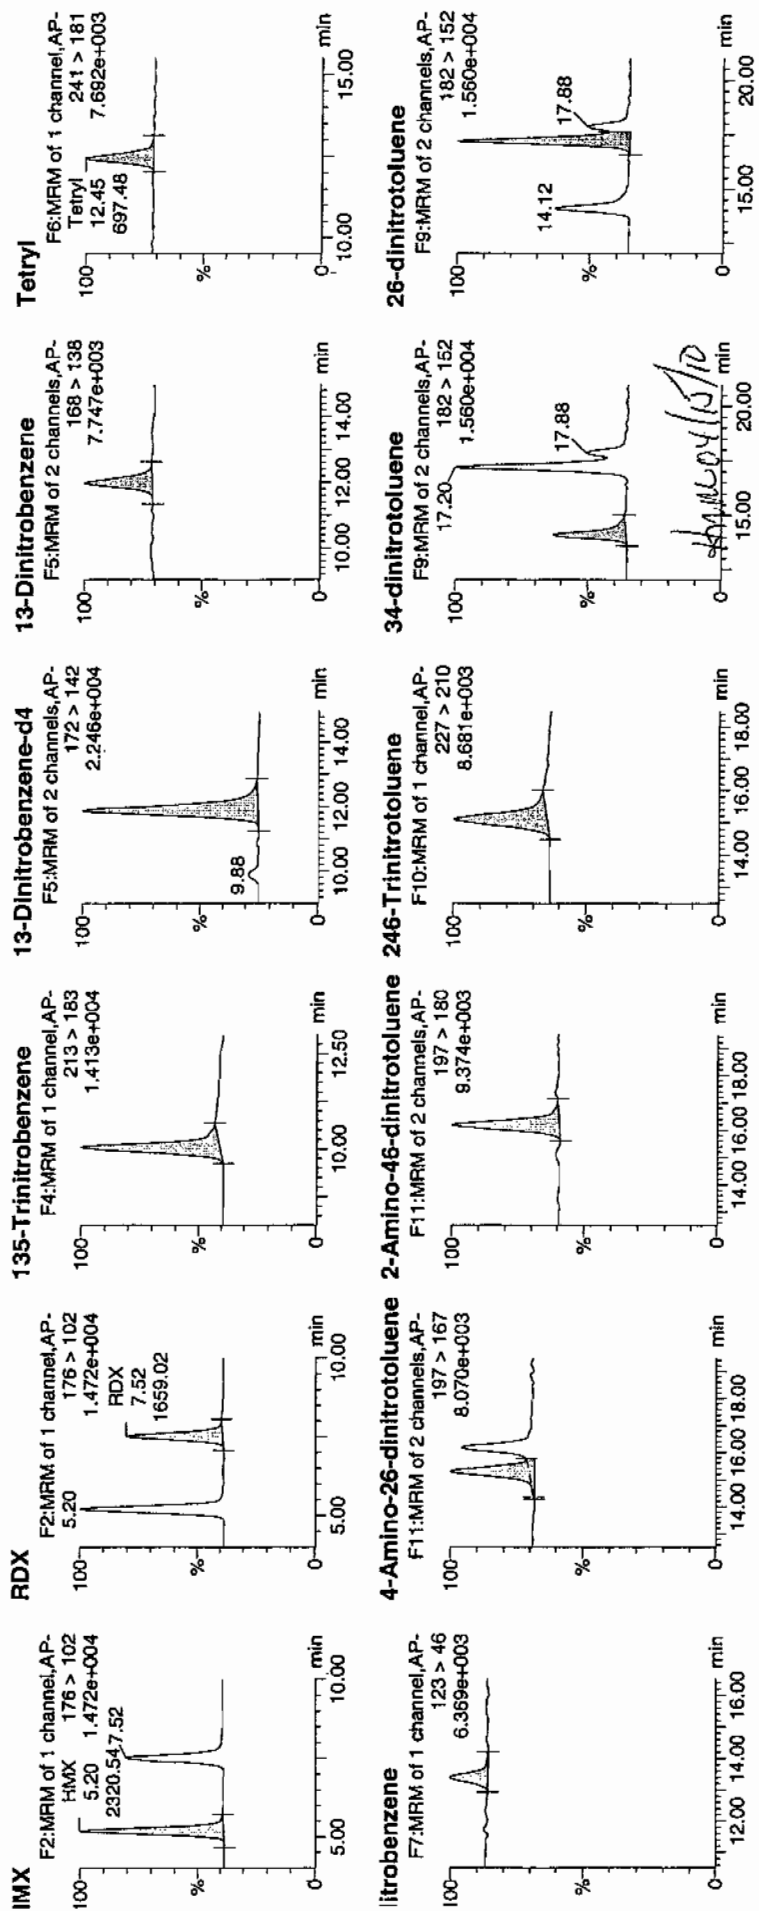 IMX
F2:MRM of 1 channel,AP-
176 > 102
1.472e+004
HMX
5.20
2320.54
7.52
100
%
0
5.00
10.00
min
RDX
F2:MRM of 1 channel,AP-
5.20
176 > 102
1.472e+004
RDX
7.52
1659.02
100
%
0
5.00
10.00
min
135-Trinitrobenzene
F4:MRM of 1 channel,AP-
213 > 183
1.413e+004
100
%
0
10.00
12.50
min
13-Dinitrobenzene-d4
F5:MRM of 2 channels,AP-
172 > 142
2.246e+004
9.88
100
%
0
10.00
12.00
14.00
min
13-Dinitrobenzene
F5:MRM of 2 channels,AP-
168 > 138
7.747e+003
100
%
0
10.00
12.00
14.00
min
Tetryl
F6:MRM of 1 channel,AP-
Tetryl
241 > 181
12.45
7.692e+003
697.48
100
%
0
10.00
15.00
min
litrobenzene
F7:MRM of 1 channel,AP-
123 > 46
6.369e+003
100
%
0
12.00
14.00
16.00
min
4-Amino-26-dinitrotoluene
F11:MRM of 2 channels,AP-
197 > 167
8.070e+003
100
%
0
14.00
16.00
18.00
min
2-Amino-46-dinitrotoluene
F11:MRM of 2 channels,AP-
197 > 180
9.374e+003
100
%
0
14.00
16.00
18.00
min
246-Trinitrotoluene
F10:MRM of 1 channel,AP-
227 > 210
8.681e+003
100
%
0
14.00
16.00
18.00
min
34-dinitrotoluene
F9:MRM of 2 channels,AP-
17.20
182 > 152
1.560e+004
17.88
100
%
0
15.00
20.00
min
04/13/10
26-dinitrotoluene
F9:MRM of 2 channels,AP-
182 > 152
1.560e+004
14.12
17.88
100
%
0
15.00
20.00
min